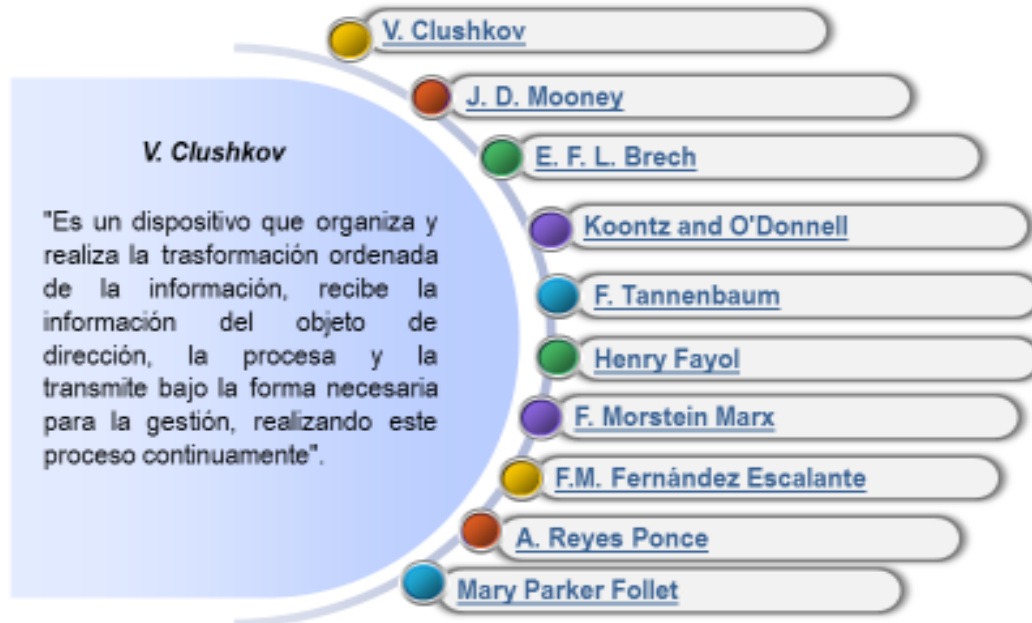 V. Clushkov
"Es un dispositivo que organiza y
realiza la trasformación ordenada
de la información, recibe la
información del objeto de
dirección, la procesa y la
transmite bajo la forma necesaria
para la gestión, realizando este
proceso continuamente".
V. Clushkov
J. D. Mooney
E. F. L. Brech
Koontz and O'Donnell
F. Tannenbaum
Henry Fayol
F. Morstein Marx
F.M. Fernández Escalante
A. Reyes Ponce
Mary Parker Follet